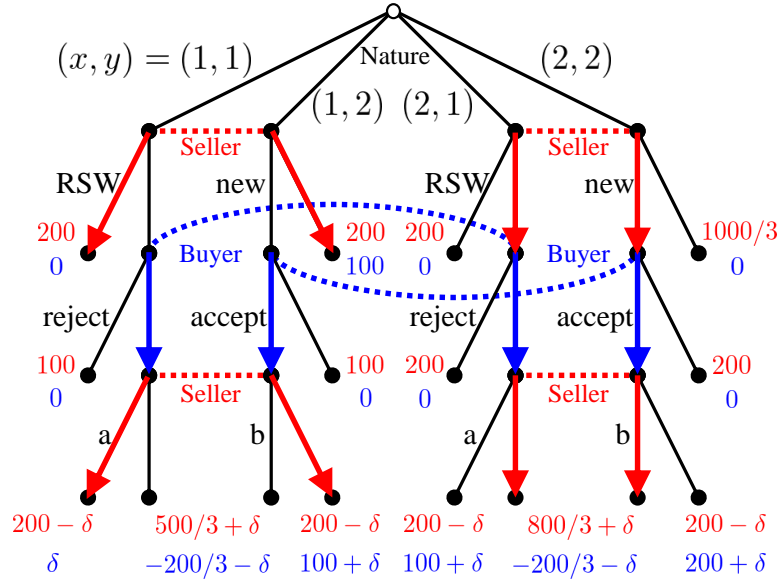 Nature
(x, y) = (1, 1)
(2, 2)
(1, 2) (2, 1)
Seller Seller
RSW new RSW new
200 200 200 1000/3
0 Buyer 100 0 Buyer 0
reject accept reject accept
100 100 200 200
0 Seller 0 0 Seller 0
a b a b
200 − δ 500/3 + δ 200 − δ 200 − δ 800/3 + δ 200 − δ
δ −200/3 − δ 100 + δ 100 + δ −200/3 − δ 200 + δ